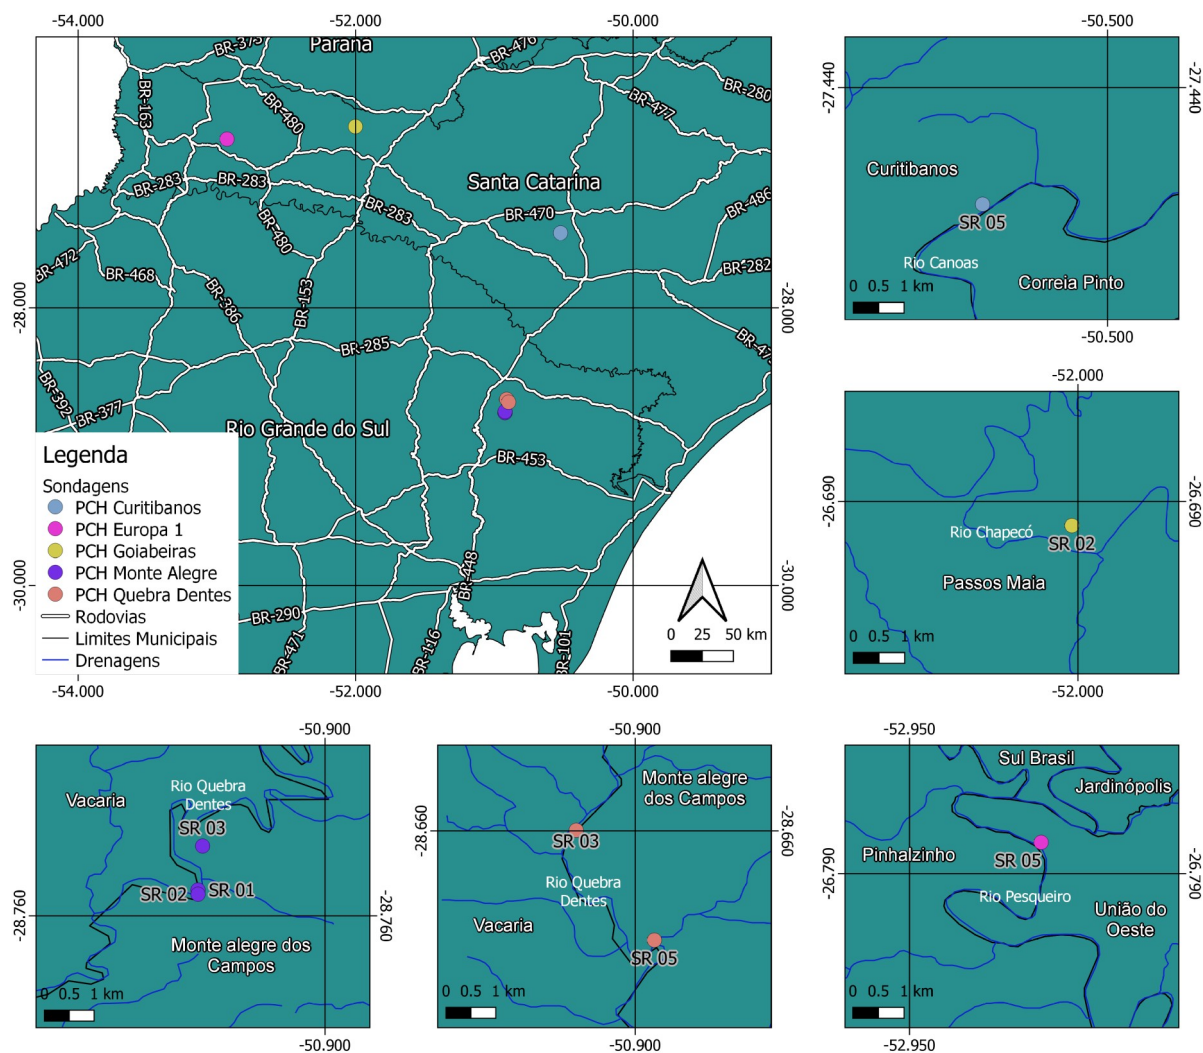 -54.000
-52.000
-50.000
Parana
BR-373
BR-476
BR-163
BR-480
BR-280
BR-477
BR-283
BR-283
Santa Catarina
BR-283
BR-470
BR-486
BR-480
BR-472
BR-468
BR-282
BR-386
BR-153
-28.000
-28.000
BR-285
BR-392
BR-377
Rio Grande do Sul
BR-453
Legenda
Sondagens
PCH Curitibanos
PCH Europa 1
PCH Goiabeiras
PCH Monte Alegre
PCH Quebra Dentes
Rodovias
Limites Municipais
Drenagens
BR-448
-30.000
-30.000
BR-290
BR-471
BR-116
BR-101
0 25 50 km
-54.000
-52.000
-50.000
-50.500
-27.440
-27.440
Curitibanos
SR 05
Rio Canoas
Correia Pinto
0 0.5 1 km
-50.500
-52.000
-26.690
Rio Chapecó
SR 02
Passos Maia
0 0.5 1 km
-52.000
-50.900
Rio Quebra
Dentes
Vacaria
SR 03
SR 02
SR 01
-28.760
-28.760
Monte alegre dos
Campos
0 0.5 1 km
-50.900
-50.900
Monte alegre
dos Campos
-28.660
-28.660
SR 03
Rio Quebra
Dentes
Vacaria
SR 05
0 0.5 1 km
-50.900
-52.950
Sul Brasil
Jardinópolis
Pinhalzinho
SR 05
-26.790
-26.790
Rio Pesqueiro
União do
Oeste
0 0.5 1 km
-52.950